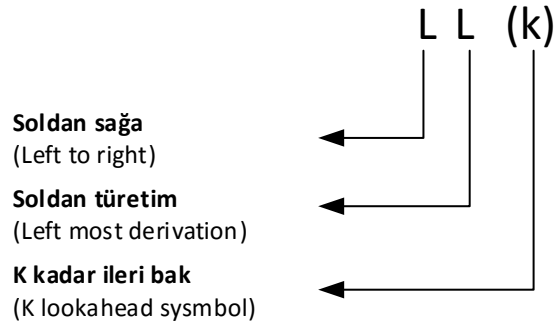 L L (k)
Soldan sağa
(Left to right)
Soldan türetim
(Left most derivation)
K kadar ileri bak
(K lookahead sysmbol)